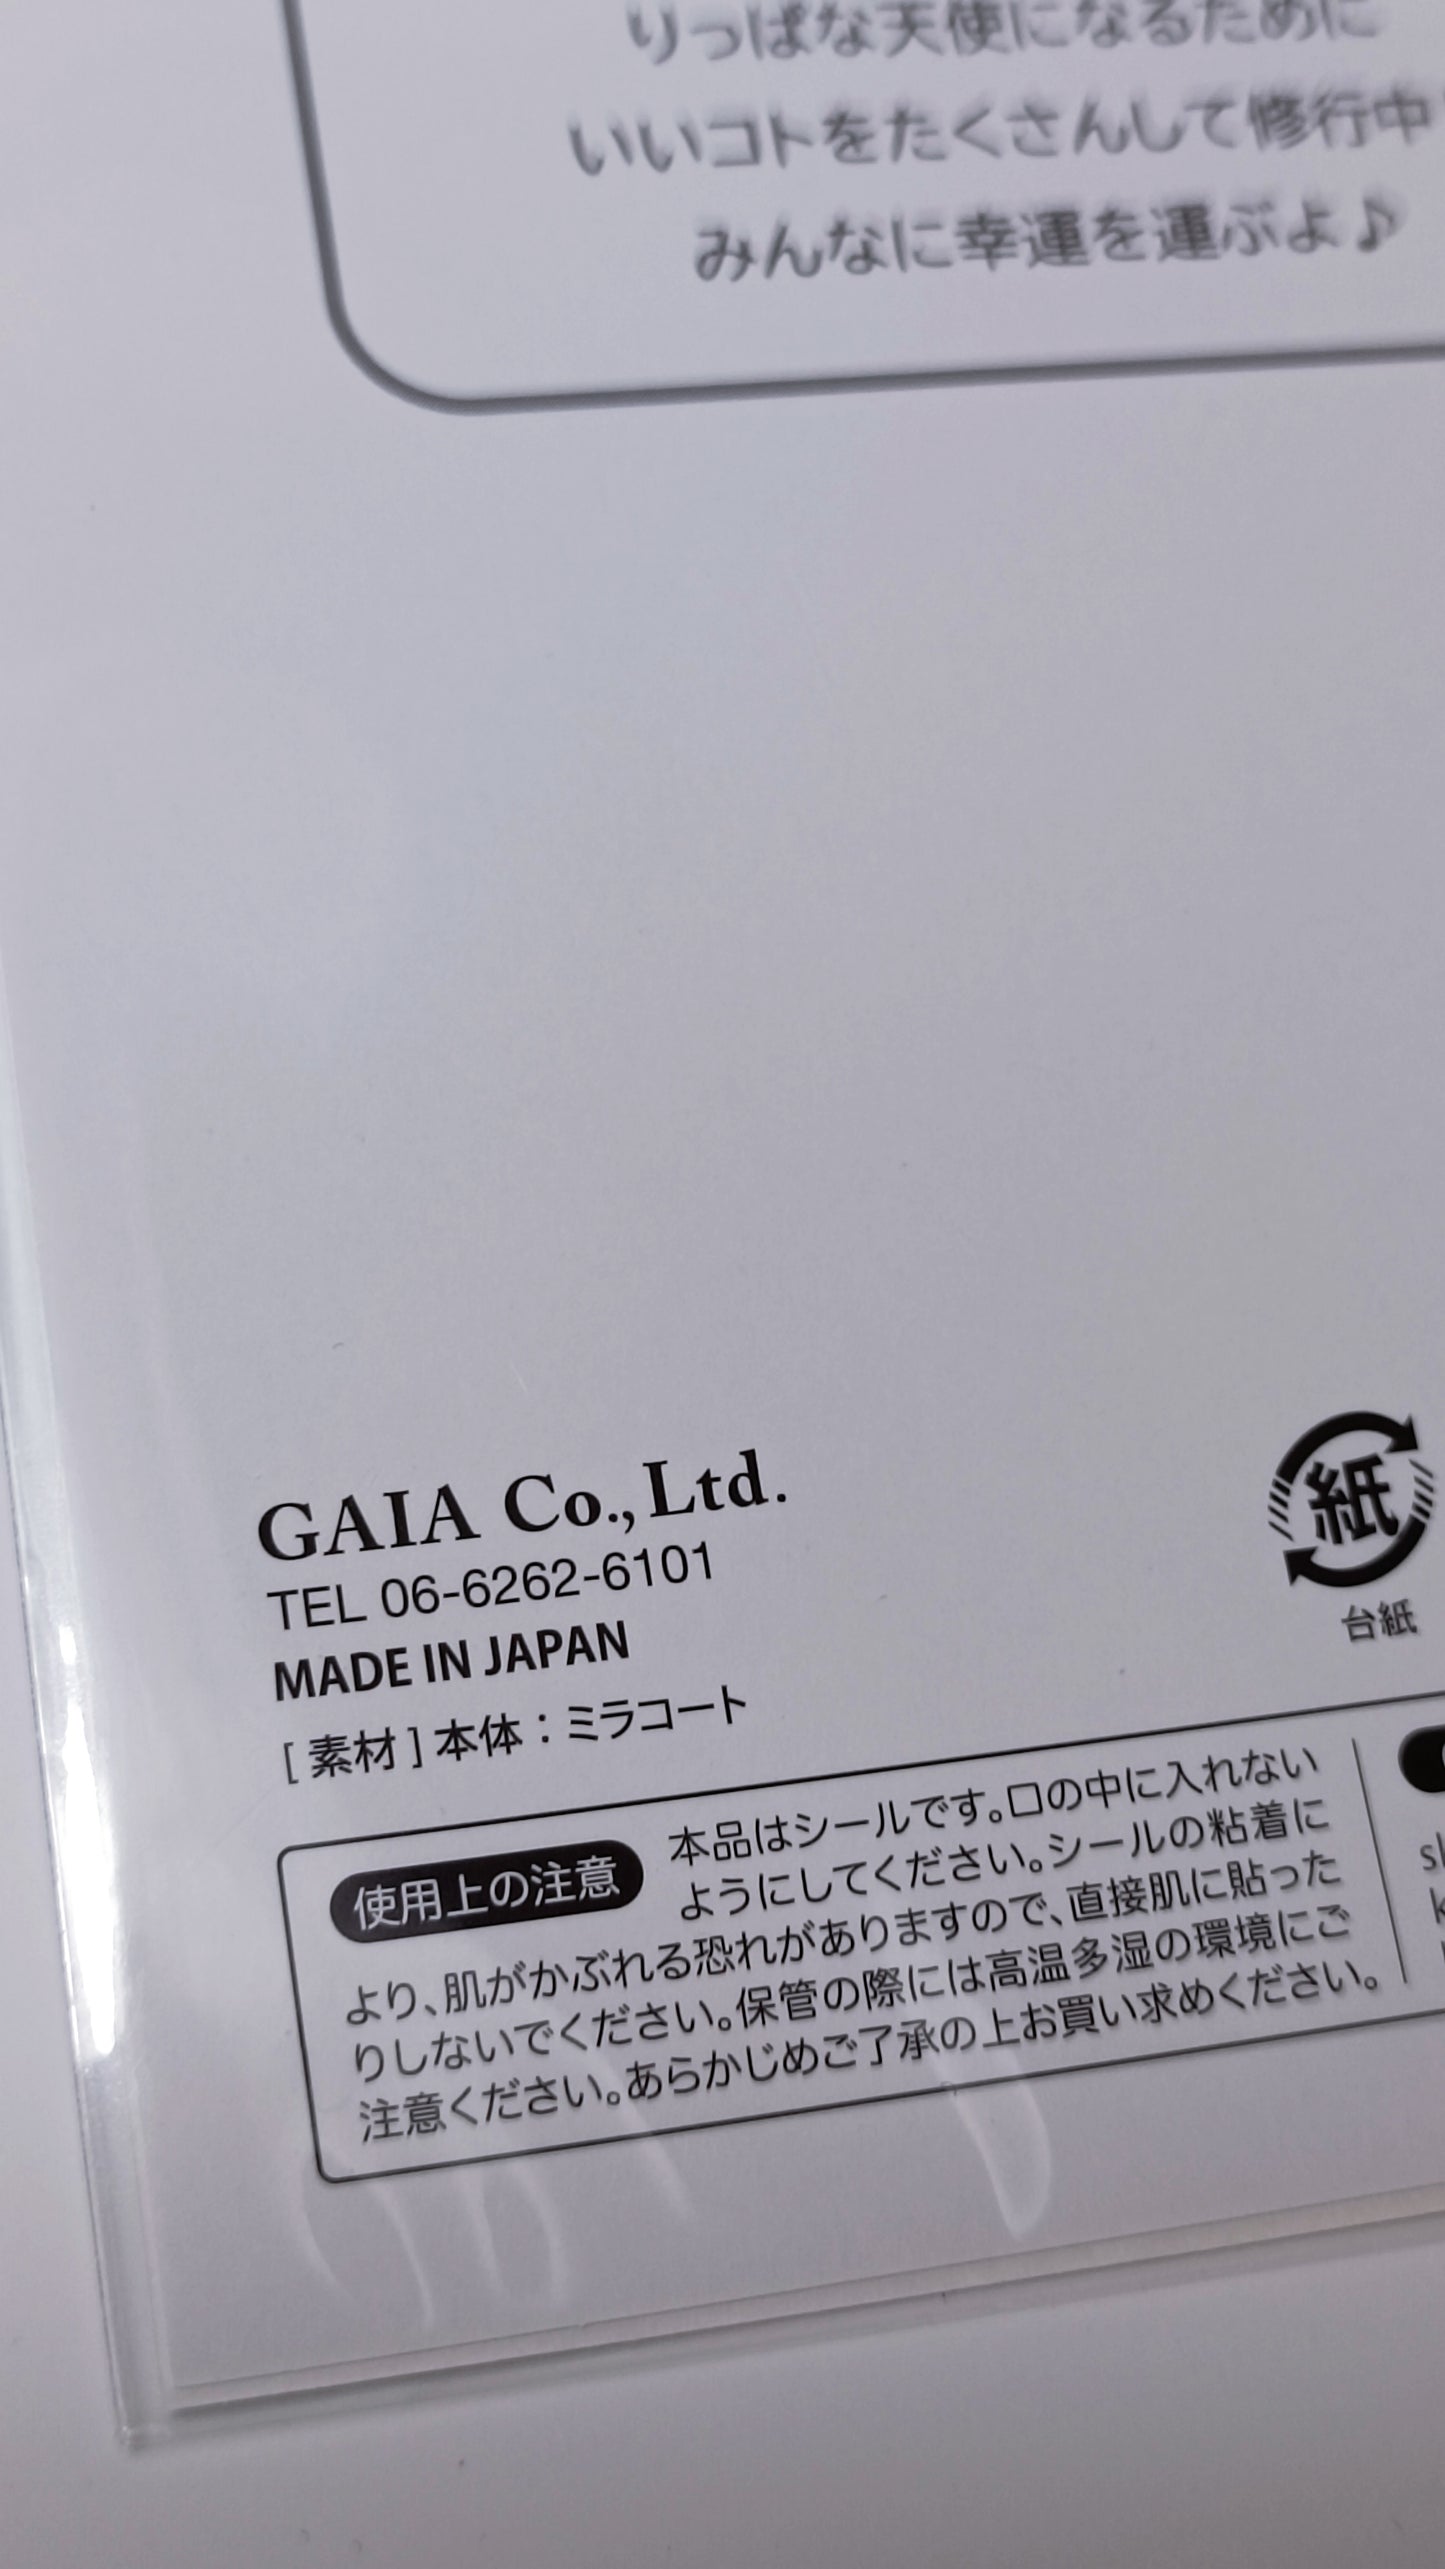 りっぱな天使になるために
いいコトをたくさんして修行中
みんなに幸運を運ぶよ♪
GAIA Co., Ltd.
TEL 06-6262-6101
MADE IN JAPAN
[ 素材 ] 本体：ミラコート
紙
台紙
使用上の注意 本品はシールです。口の中に入れない
ようにしてください。シールの粘着に
より、肌がかぶれる恐れがありますので、直接肌に貼った
りしないでください。保管の際には高温多湿の環境にご
注意ください。あらかじめご了承の上お買い求めください。